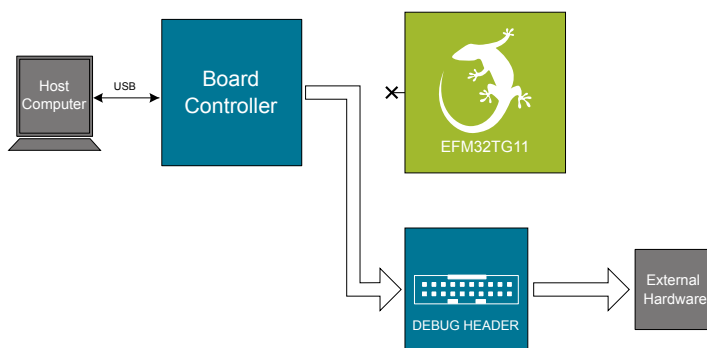 Host
Computer
USB
Board
Controller
EFM32TG11
DEBUG HEADER
External
Hardware